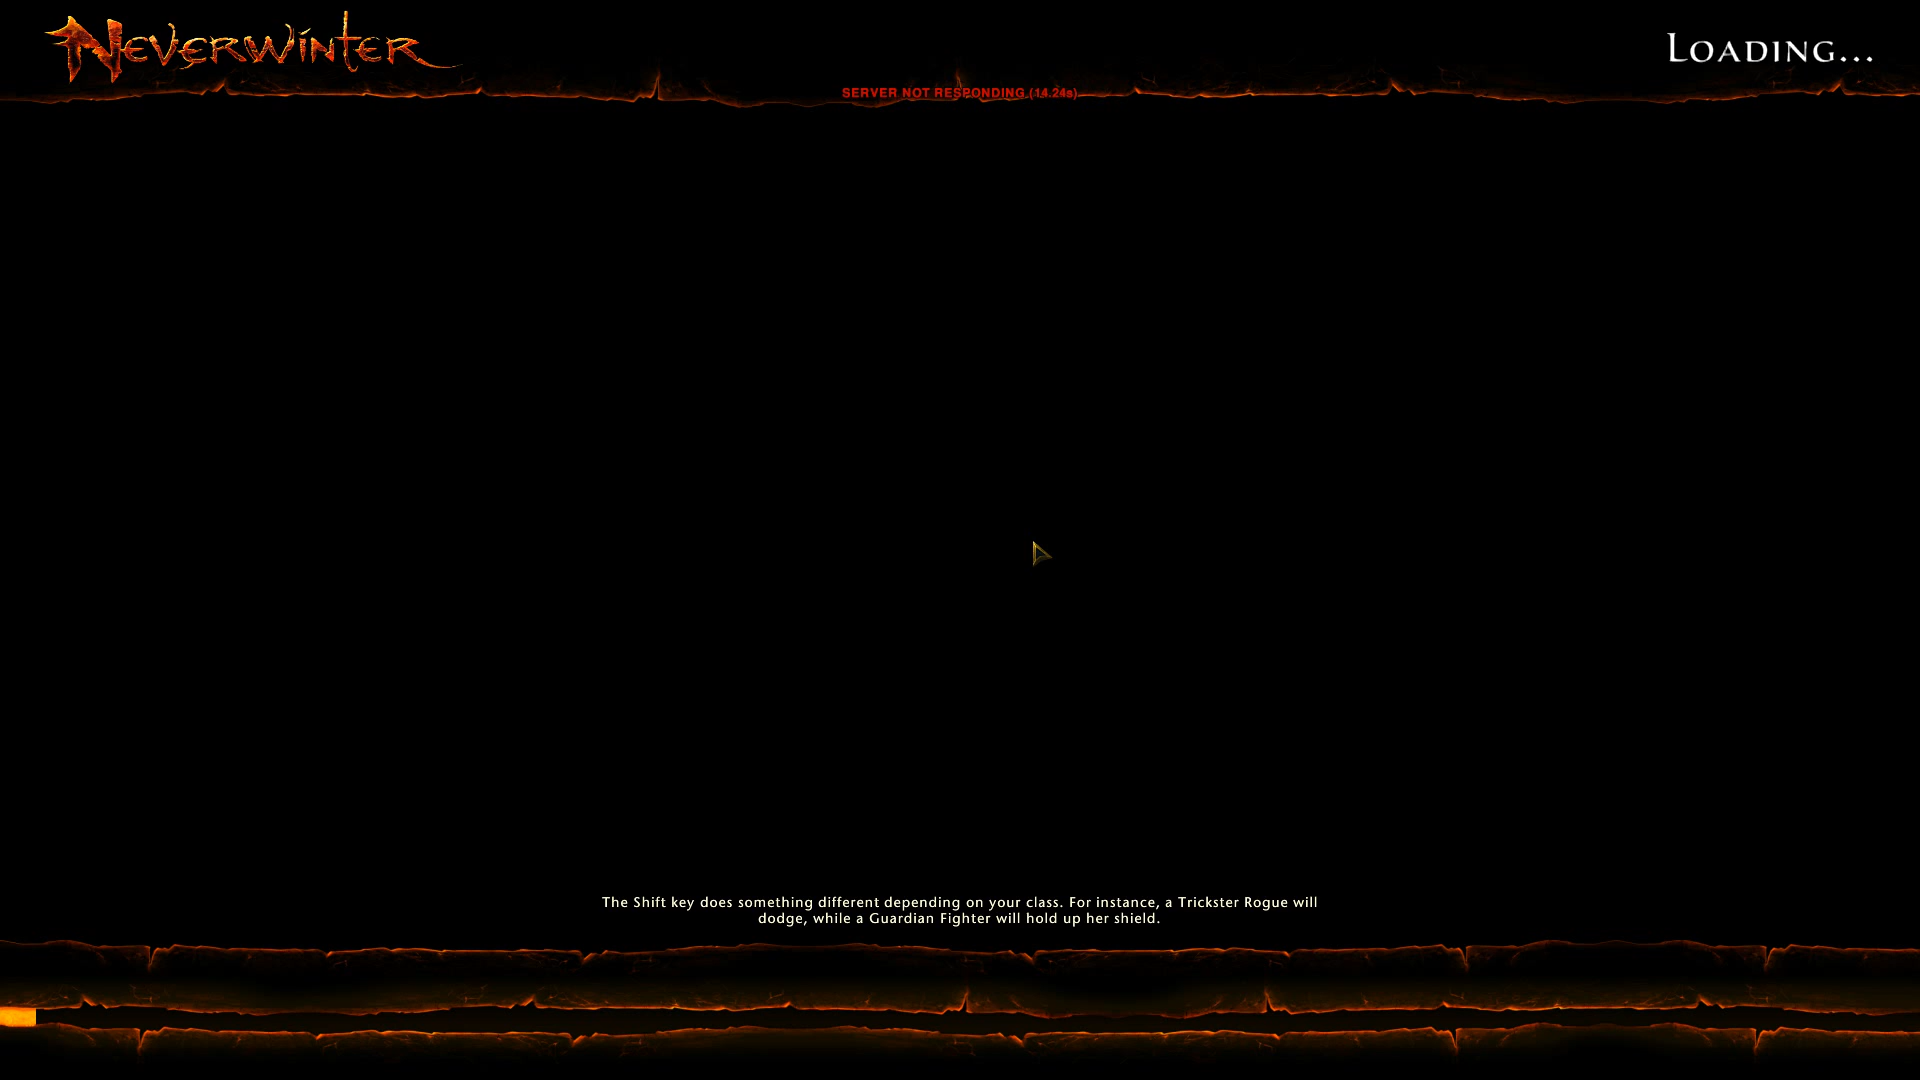 NEVERWINTER
LOADING...
SERVER NOT RESPONDING (14.24s)
The Shift key does something different depending on your class. For instance, a Trickster Rogue will
dodge, while a Guardian Fighter will hold up her shield.